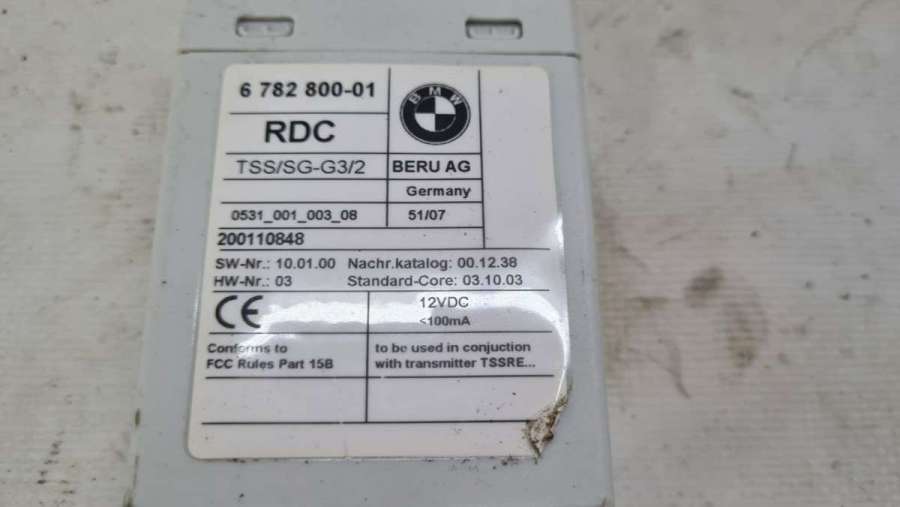 6 782 800-01
BMW
RDC
TSS/SG-G3/2
BERU AG
Germany
0531_001_003_08
51/07
200110848
SW-Nr.: 10.01.00 Nachr.katalog: 00.12.38
HW-Nr.: 03 Standard-Core: 03.10.03
CE
12VDC
<100mA
Conforms to
FCC Rules Part 15B
to be used in conjuction
with transmitter TSSRE...